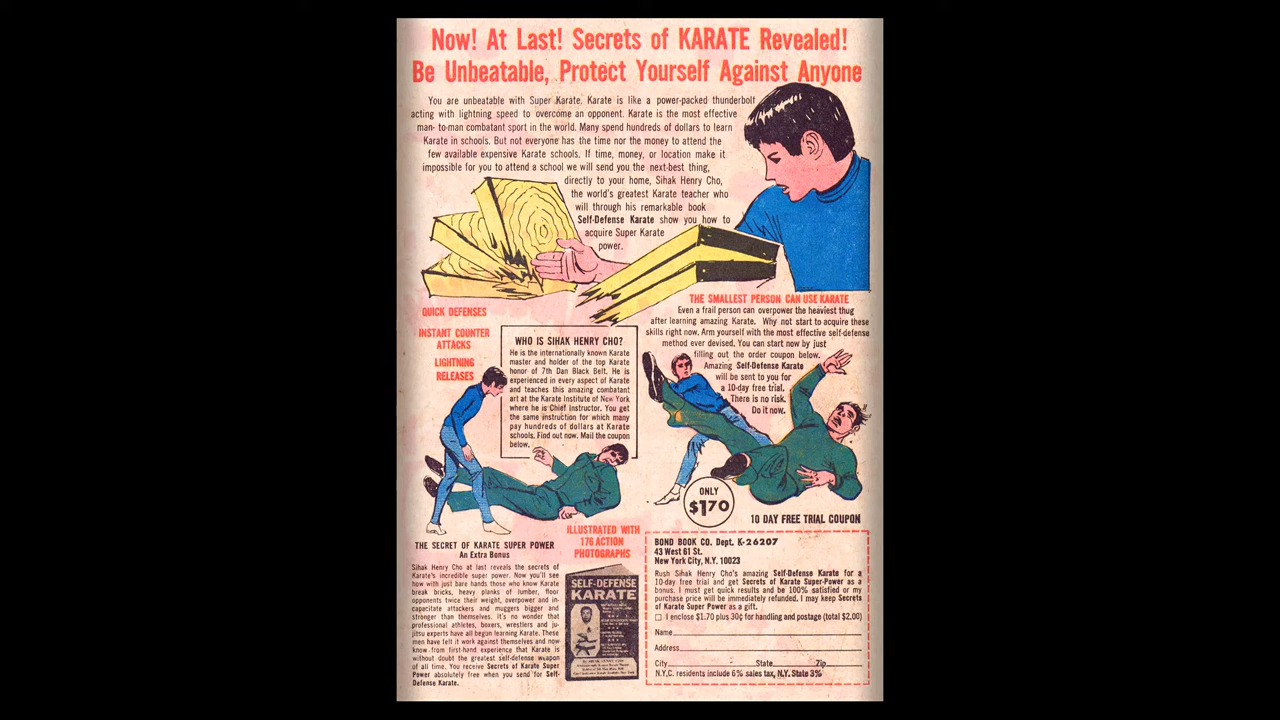 Now! At Last! Secrets of KARATE Revealed!
Be Unbeatable, Protect Yourself Against Anyone
You are unbeatable with Super Karate. Karate is like a power-packed thunderbolt
acting with lightning speed to overcome an opponent. Karate is the most effective
man- to-man combatant sport in the world. Many spend hundreds of dollars to learn
Karate in schools. But not everyone has the time nor the money to attend the
few available expensive Karate schools. If time, money, or location make it
impossible for you to attend a school we will send you the next-best thing,
directly to your home, Sihak Henry Cho,
the world's greatest Karate teacher who
will through his remarkable book
Self-Defense Karate show you how to
acquire Super Karate
power.
QUICK DEFENSES
INSTANT COUNTER
ATTACKS
LIGHTNING
RELEASES
WHO IS SIHAK HENRY CHO?
He is the internationally known Karate
master and holder of the top Karate
honor of 7th Dan Black Belt. He is
experienced in every aspect of Karate
and teaches this amazing combatant
art at the Karate Institute of New York
where he is Chief Instructor. You get
the same instruction for which many
pay hundreds of dollars at Karate
schools. Find out now. Mail the coupon
below.
THE SMALLEST PERSON CAN USE KARATE
Even a frail person can overpower the heaviest thug
after learning amazing Karate. Why not start to acquire these
skills right now. Arm yourself with the most effective self-defense
method ever devised. You can start now by just
filling out the order coupon below.
Amazing Self-Defense Karate
will be sent to you for
a 10-day free trial.
There is no risk.
Do it now.
ONLY
$1.70
10 DAY FREE TRIAL COUPON
THE SECRET OF KARATE SUPER POWER
An Extra Bonus
Sihak Henry Cho at last reveals the secrets of
Karate's incredible super power. Now you'll see
how with just bare hands those who know Karate
break bricks, heavy planks of lumber, floor
opponents twice their weight, overpower and in-
capacitate attackers and muggers bigger and
stronger than themselves. It's no wonder that
professional athletes, boxers, wrestlers and ju-
jitsu experts have all begun learning Karate. These
men have felt it work against themselves and now
know from first-hand experience that Karate is
without doubt the greatest self-defense weapon
of all time. You receive Secrets of Karate Super
Power absolutely free when you send for Self-
Defense Karate.
ILLUSTRATED WITH
176 ACTION
PHOTOGRAPHS
SELF-DEFENSE
KARATE
BOND BOOK CO. Dept. K-26207
43 West 61 St.
New York City, N.Y. 10023
Rush Sihak Henry Cho's amazing Self-Defense Karate for a
10-day free trial and get Secrets of Karate Super-Power as a
bonus. I must get quick results and be 100% satisfied or my
purchase price will be immediately refunded. I may keep Secrets
of Karate Super Power as a gift.
I enclose $1.70 plus 30¢ for handling and postage (total $2.00)
Name
Address
City State Zip
N.Y.C. residents include 6% sales tax, N.Y. State 3%